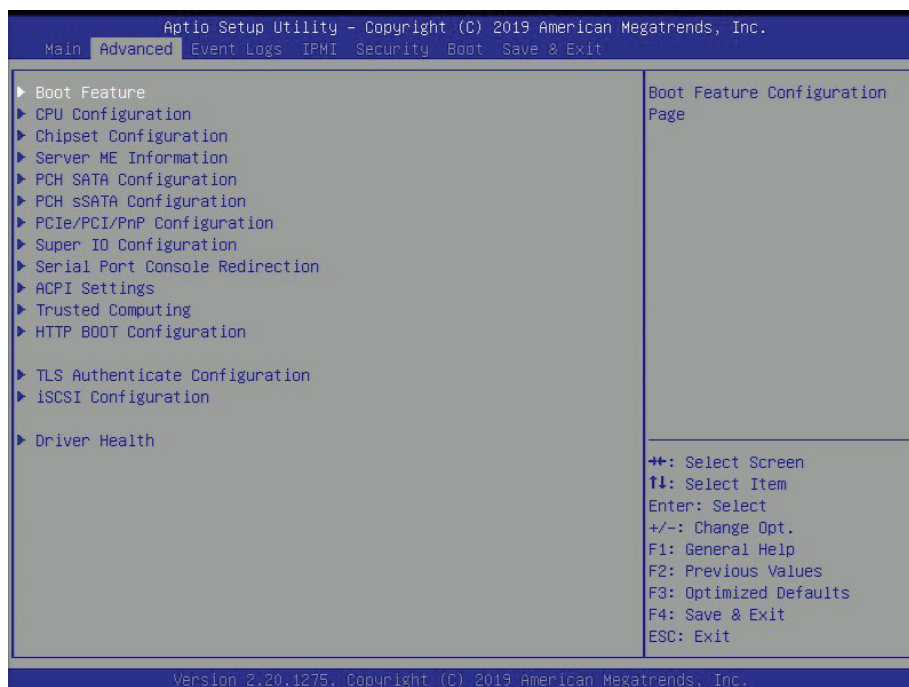 Aptio Setup Utility – Copyright (C) 2019 American Megatrends, Inc.
Main Advanced Event Logs IPMI Security Boot Save & Exit
Boot Feature
CPU Configuration
Chipset Configuration
Server ME Information
PCH SATA Configuration
PCH sSATA Configuration
PCIe/PCI/PnP Configuration
Super IO Configuration
Serial Port Console Redirection
ACPI Settings
Trusted Computing
HTTP BOOT Configuration
TLS Authenticate Configuration
iSCSI Configuration
Driver Health
Boot Feature Configuration
Page
→←: Select Screen
↑↓: Select Item
Enter: Select
+/-: Change Opt.
F1: General Help
F2: Previous Values
F3: Optimized Defaults
F4: Save & Exit
ESC: Exit
Version 2.20.1275. Copyright (C) 2019 American Megatrends, Inc.